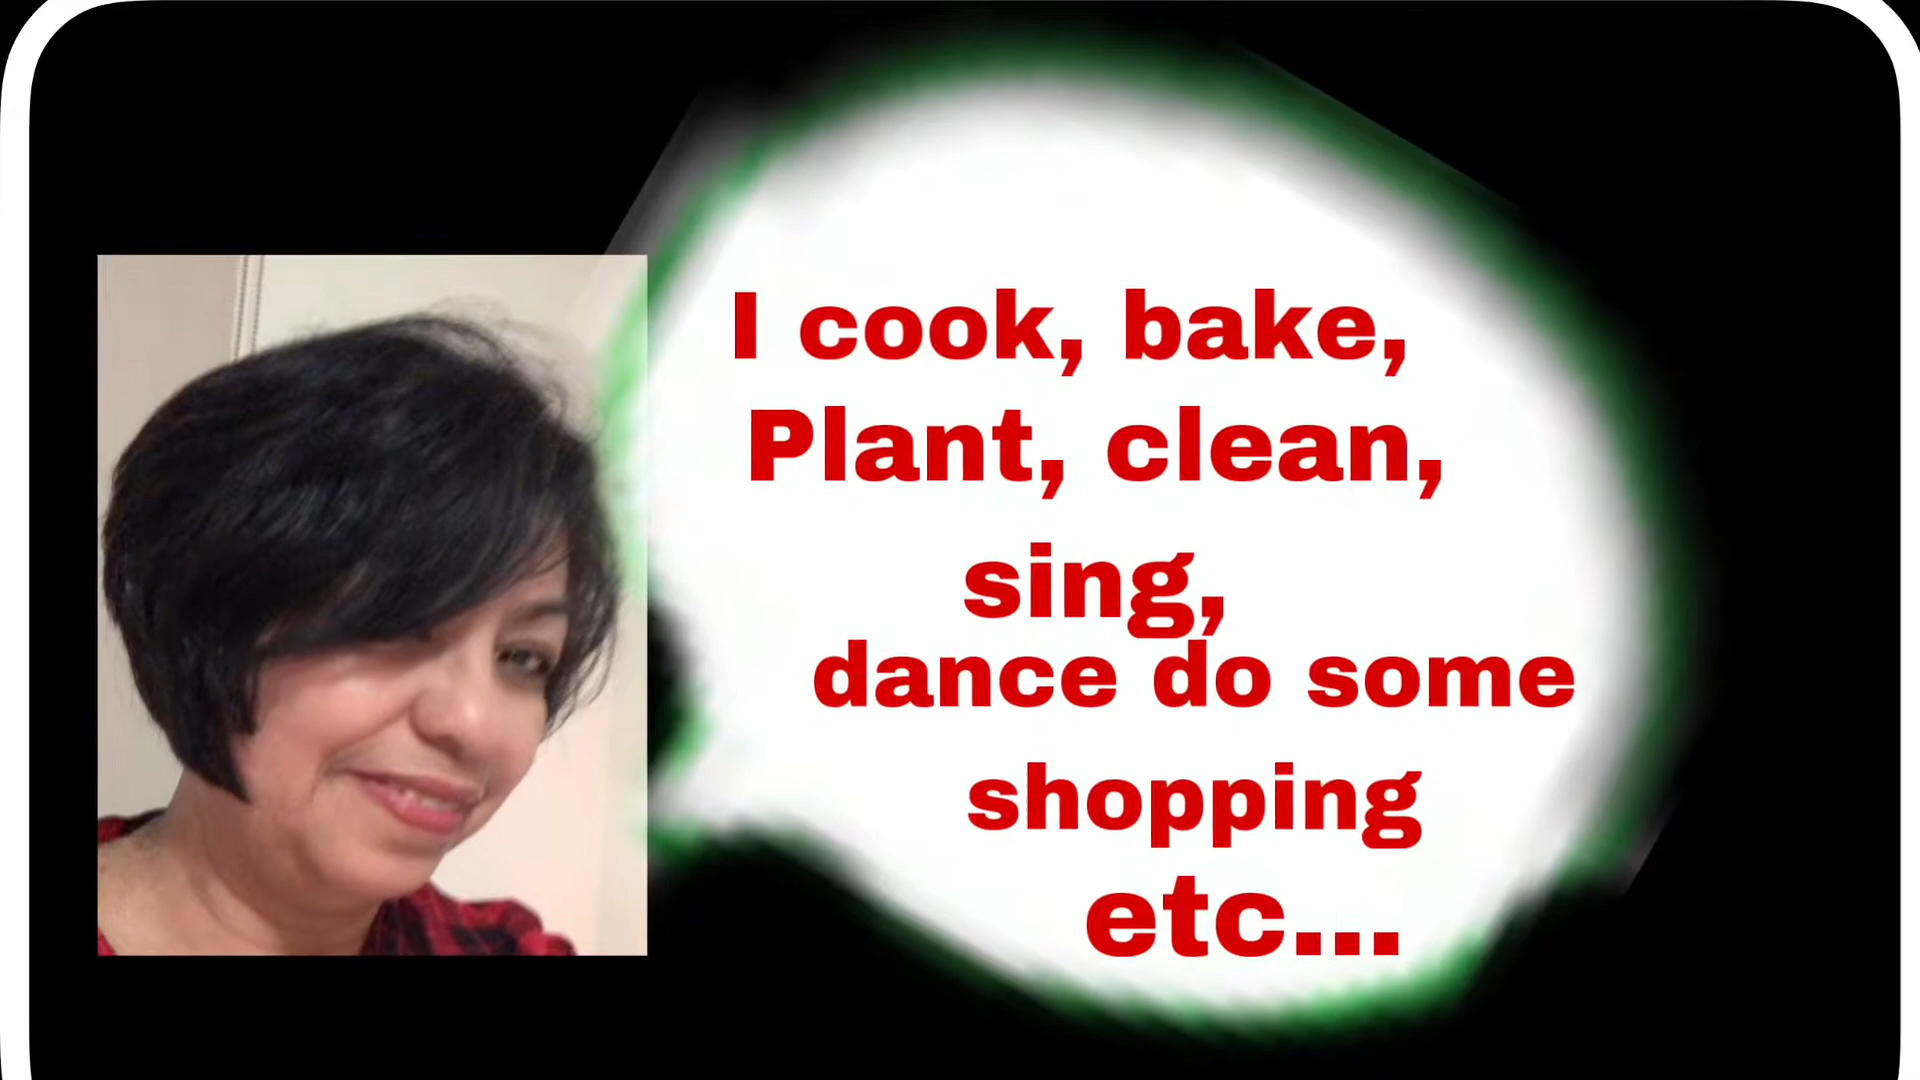 I cook, bake,
Plant, clean,
sing,
dance do some
shopping
etc...